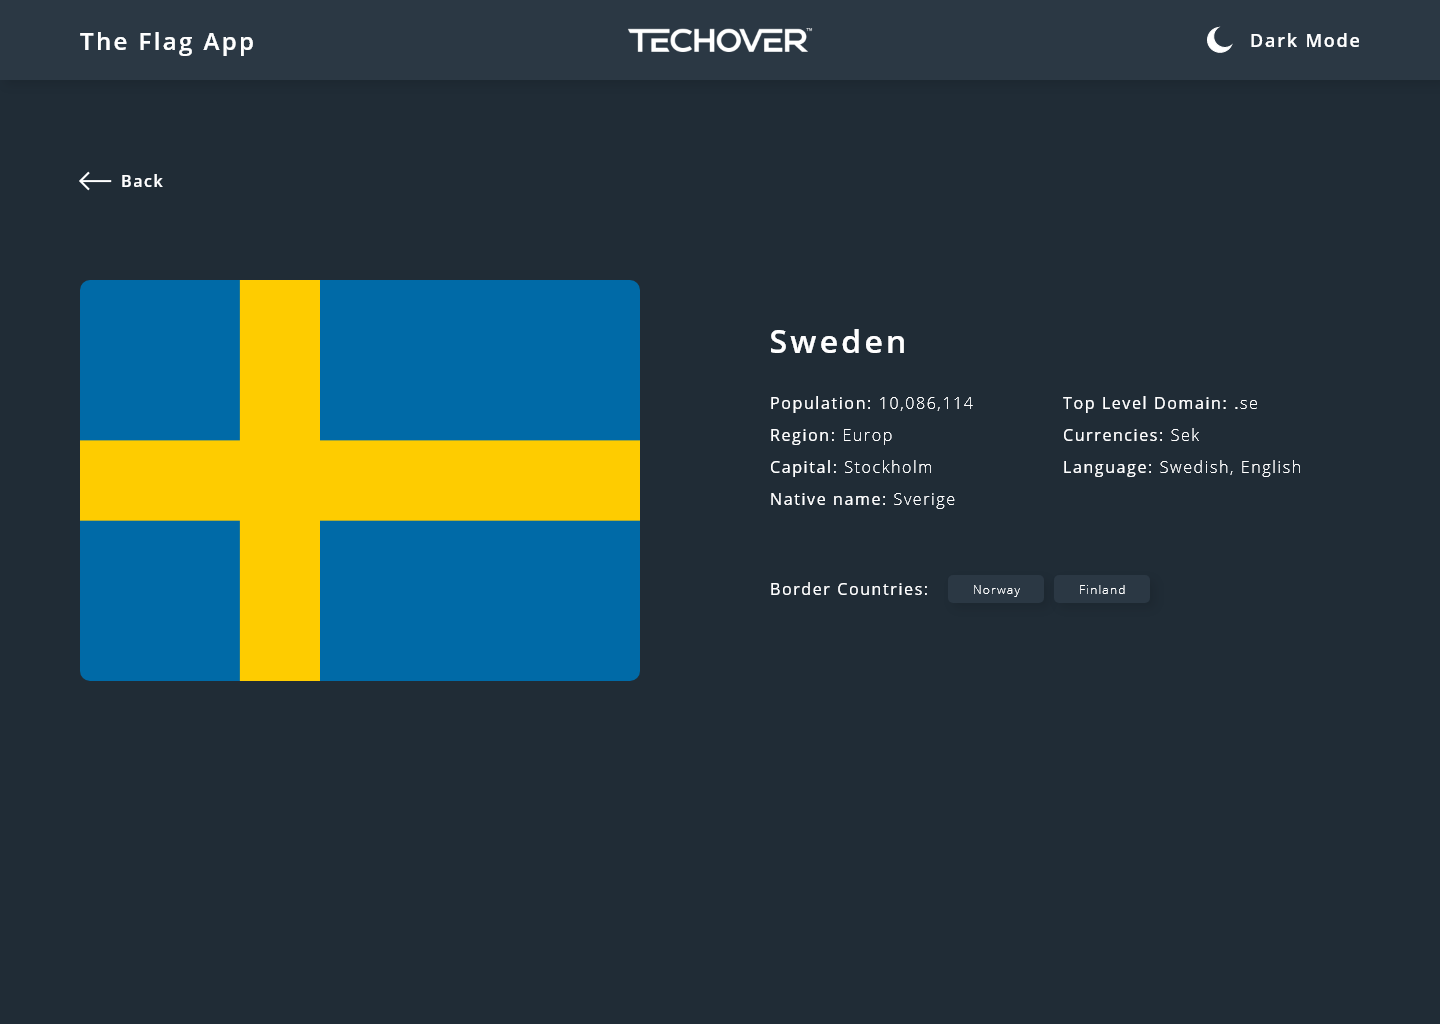 The Flag App
TECHOVER™
Dark Mode
Back
Sweden
Population: 10,086,114
Region: Europ
Capital: Stockholm
Native name: Sverige
Top Level Domain: .se
Currencies: Sek
Language: Swedish, English
Border Countries:
Norway
Finland